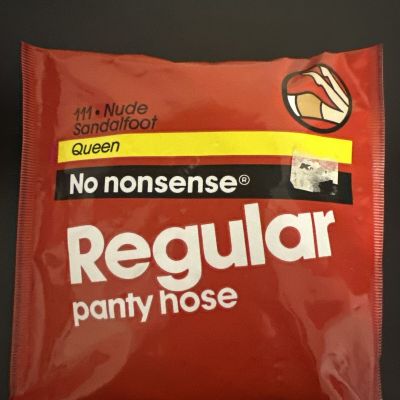 111 • Nude
Sandalfoot
Queen
No nonsense®
Regular
panty hose